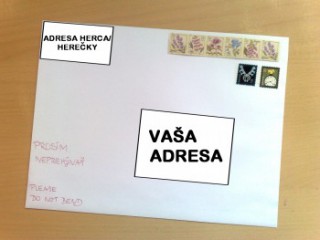 ADRESA HERCA/
HEREČKY
VAŠA
ADRESA
PROSÍM
NEPREHÝBAŤ
PLEASE
DO NOT BEND